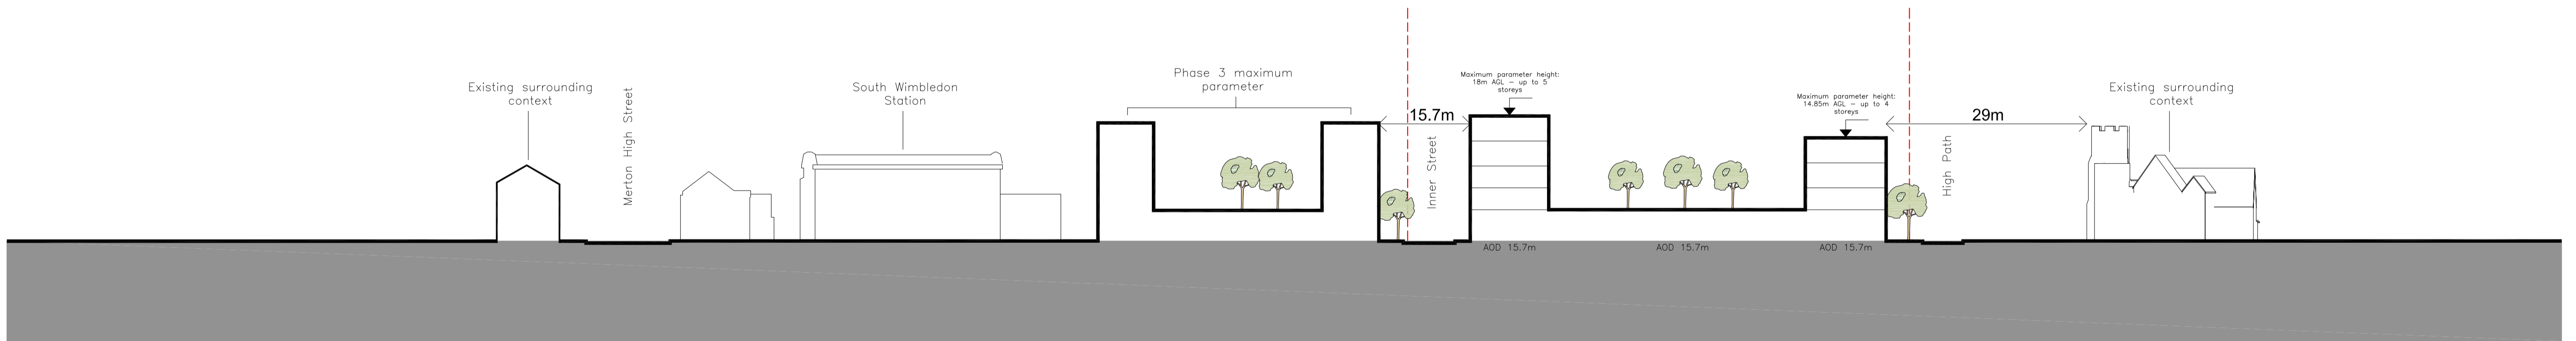 Existing surrounding
context
Merton High Street
South Wimbledon
Station
Phase 3 maximum
parameter
15.7m
Inner Street
Maximum parameter height:
18m AGL – up to 5
storeys
Maximum parameter height:
14.85m AGL – up to 4
storeys
29m
High Path
Existing surrounding
context
AOD 15.7m
AOD 15.7m
AOD 15.7m